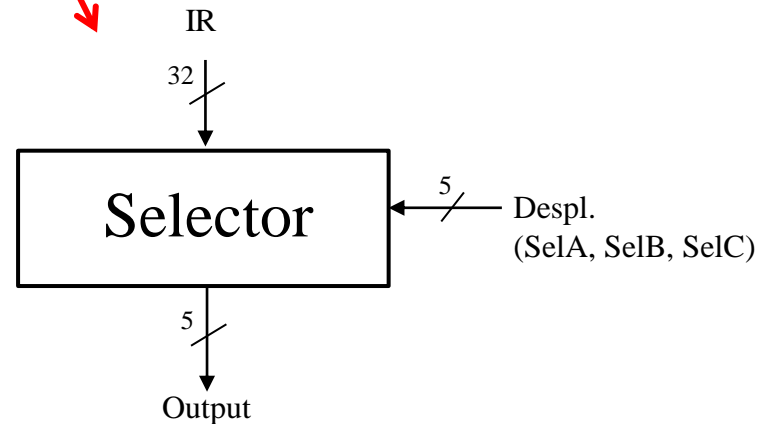 IR
32
Selector
5
Despl.
(SelA, SelB, SelC)
5
Output